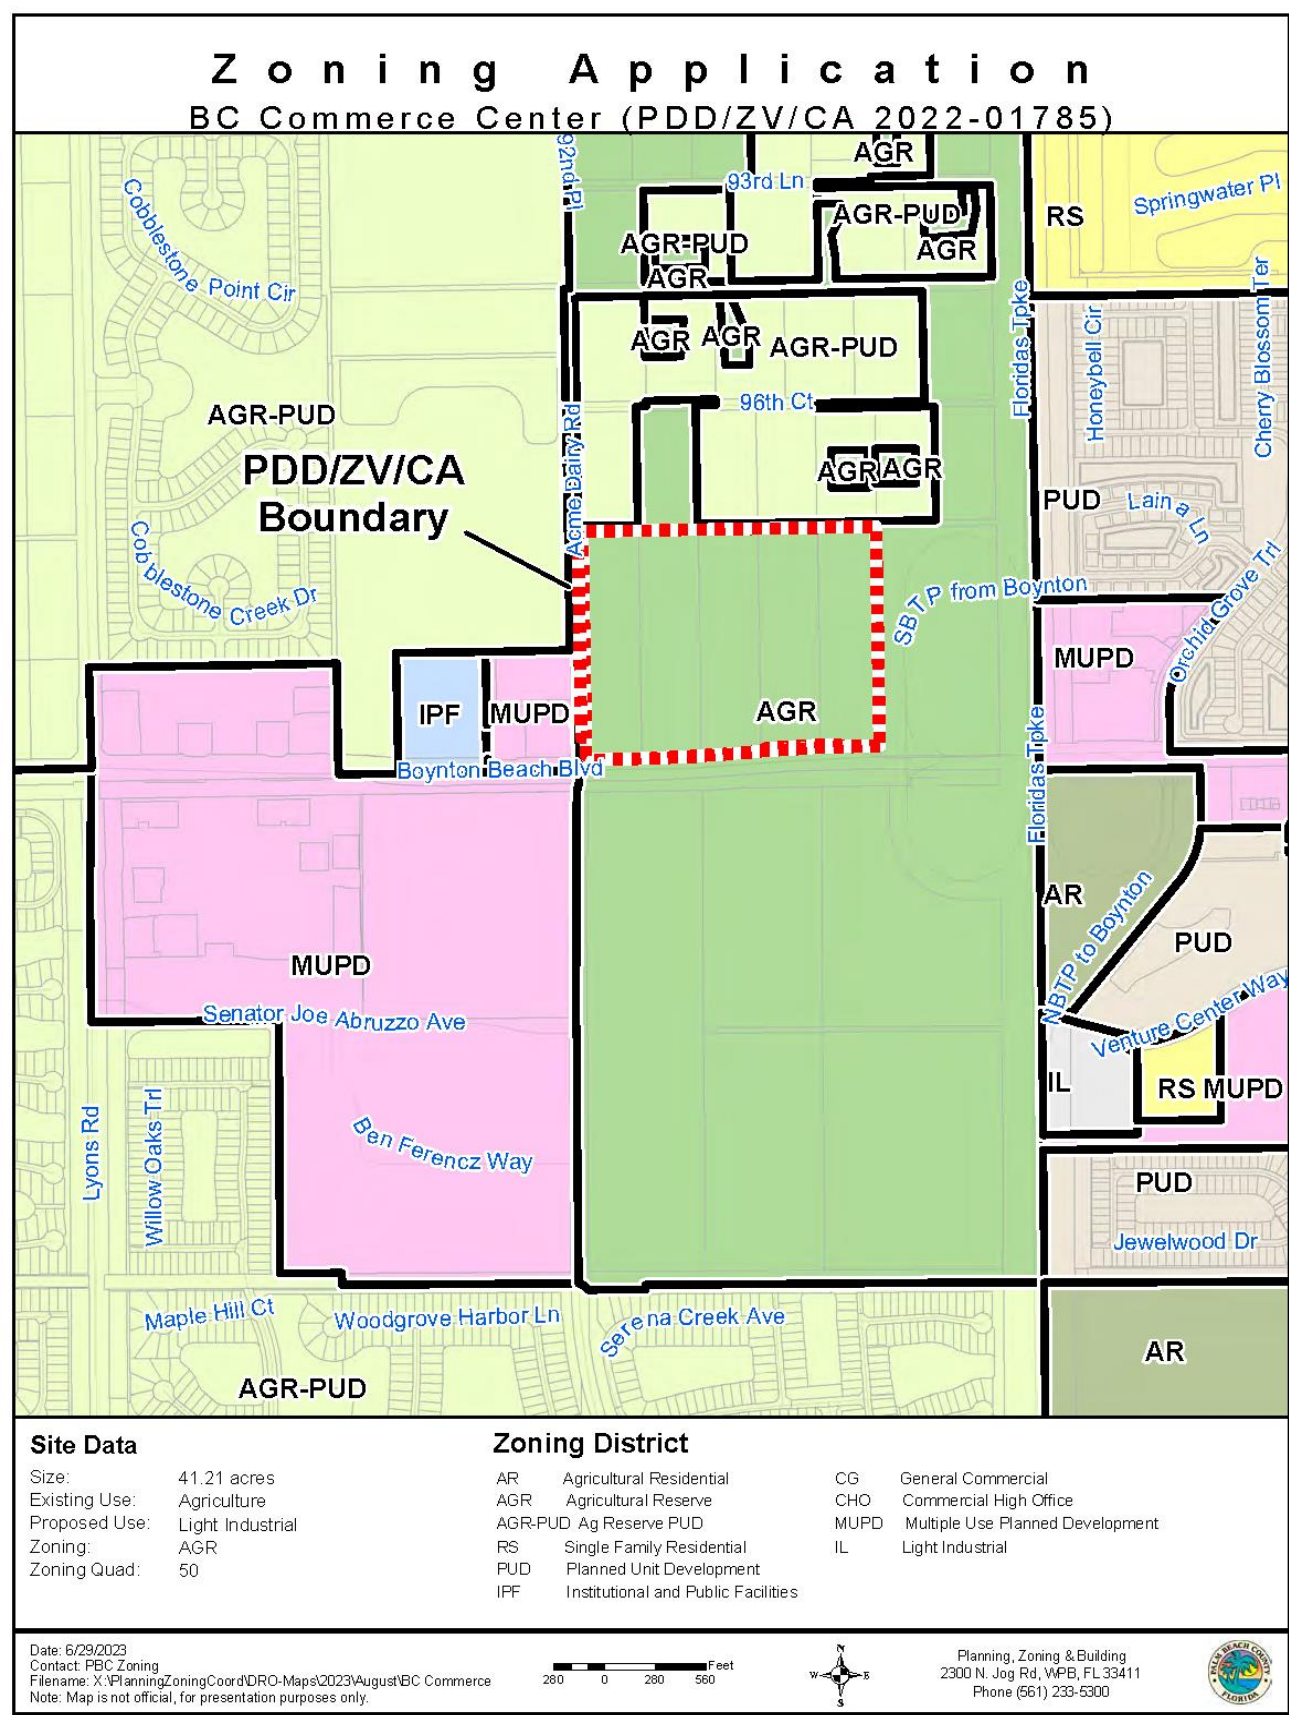 Zoning Application
BC Commerce Center (PDD/ZV/CA 2022-01785)
92nd Pl
AGR
93rd Ln
Cobblestone Point Cir
AGR-PUD
AGR
AGR-PUD
AGR
RS
Springwater Pl
Floridas Tpke
Honeybell Cir
Cherry Blossom Ter
AGR
AGR
AGR-PUD
96th Ct
AGR-PUD
PDD/ZV/CA
Boundary
Acme Dairy Rd
AGR
AGR
PUD
Laina Ln
Cobblestone Creek Dr
SBTP from Boynton
Orchid Grove Trl
MUPD
IPF
MUPD
AGR
Boynton Beach Blvd
Floridas Tpke
AR
NBTP to Boynton
PUD
MUPD
Senator Joe Abruzzo Ave
Venture Center Way
IL
RS
MUPD
Lyons Rd
Willow Oaks Trl
Ben Ferencz Way
PUD
Jewelwood Dr
Maple Hill Ct
Woodgrove Harbor Ln
Serena Creek Ave
AGR-PUD
AR
Site Data
Size: 41.21 acres
Existing Use: Agriculture
Proposed Use: Light Industrial
Zoning: AGR
Zoning Quad: 50
Zoning District
AR Agricultural Residential
AGR Agricultural Reserve
AGR-PUD Ag Reserve PUD
RS Single Family Residential
PUD Planned Unit Development
IPF Institutional and Public Facilities
CG General Commercial
CHO Commercial High Office
MUPD Multiple Use Planned Development
IL Light Industrial
Date: 6/29/2023
Contact: PBC Zoning
Filename: X:\PlanningZoningCoord\DRO-Maps\2023\August\BC Commerce
Note: Map is not official, for presentation purposes only.
Feet
280 0 280 560
N
W E
S
Planning, Zoning & Building
2300 N. Jog Rd, WPB, FL 33411
Phone (561) 233-5300
PALM BEACH COUNTY
FLORIDA